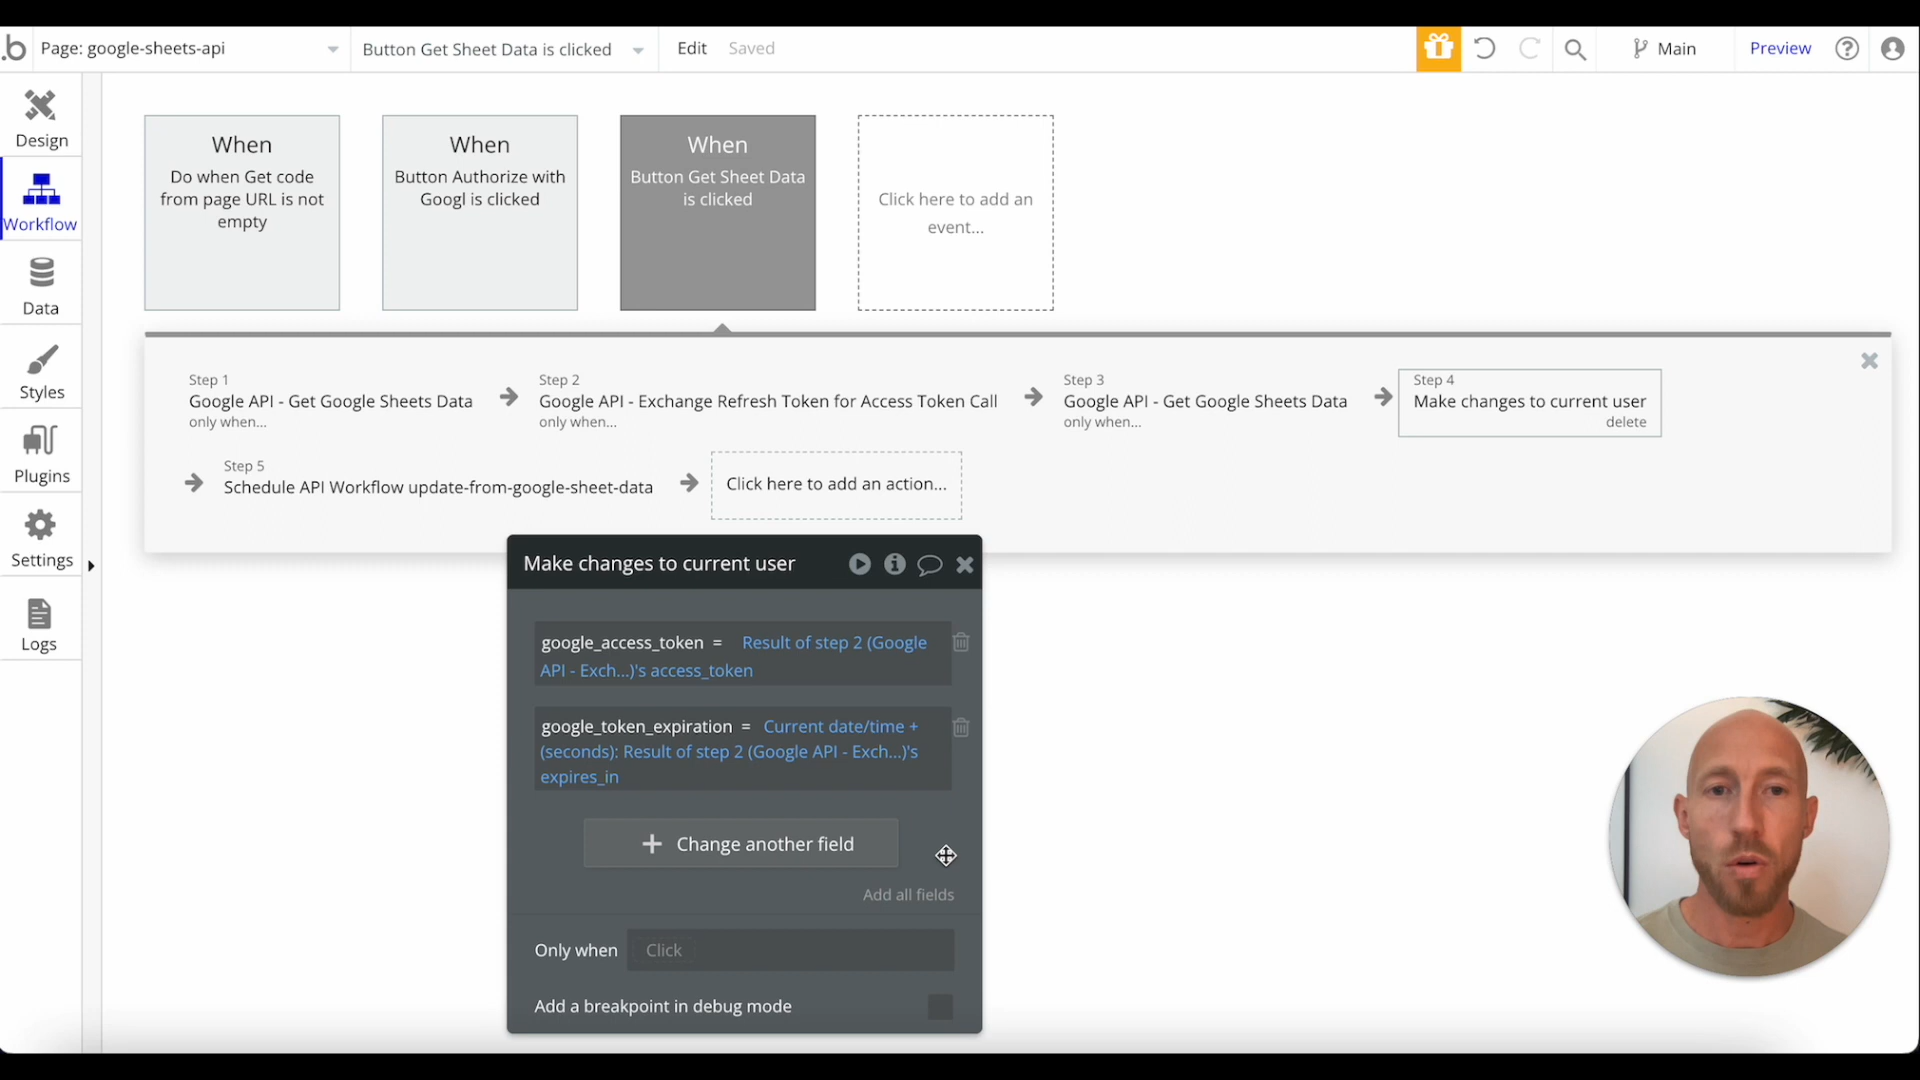 .b
Page: google-sheets-api
Button Get Sheet Data is clicked
Edit
Saved
Main
Preview
Design
Workflow
Data
Styles
Plugins
Settings
Logs
When
Do when Get code
from page URL is not
empty
When
Button Authorize with
Googl is clicked
When
Button Get Sheet Data
is clicked
Click here to add an
event...
Step 1
Google API - Get Google Sheets Data
only when...
Step 2
Google API - Exchange Refresh Token for Access Token Call
only when...
Step 3
Google API - Get Google Sheets Data
only when...
Step 4
Make changes to current user
delete
Step 5
Schedule API Workflow update-from-google-sheet-data
Click here to add an action...
Make changes to current user
google_access_token = Result of step 2 (Google
API - Exch...)'s access_token
google_token_expiration = Current date/time +
(seconds): Result of step 2 (Google API - Exch...)'s
expires_in
+ Change another field
Add all fields
Only when Click
Add a breakpoint in debug mode